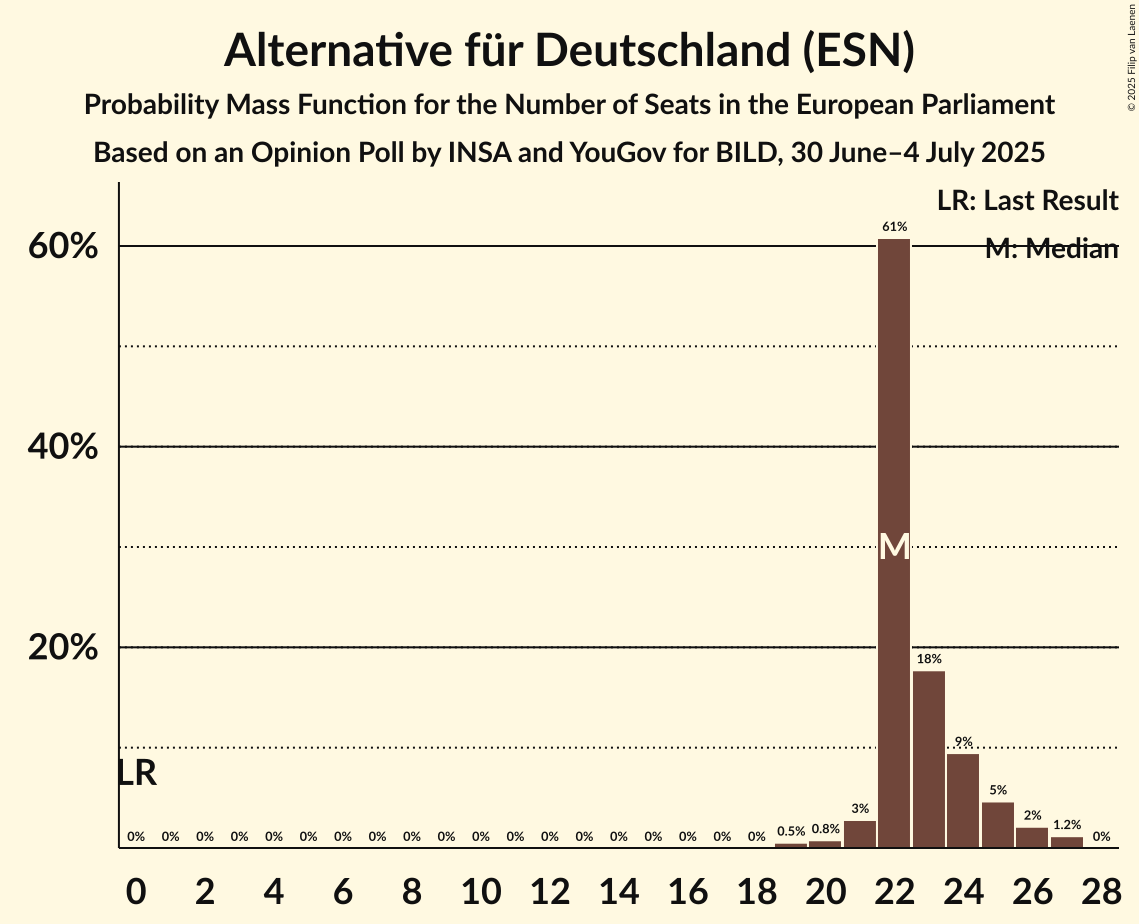 © 2025 Filip van Laenen
Alternative für Deutschland (ESN)
Probability Mass Function for the Number of Seats in the European Parliament
Based on an Opinion Poll by INSA and YouGov for BILD, 30 June–4 July 2025
LR: Last Result
M: Median
60%
40%
20%
61%
M
18%
9%
5%
3%
2%
1.2%
0.8%
0.5%
LR
0% 0% 0% 0% 0% 0% 0% 0% 0% 0% 0% 0% 0% 0% 0% 0% 0% 0% 0% 0%
0 2 4 6 8 10 12 14 16 18 20 22 24 26 28